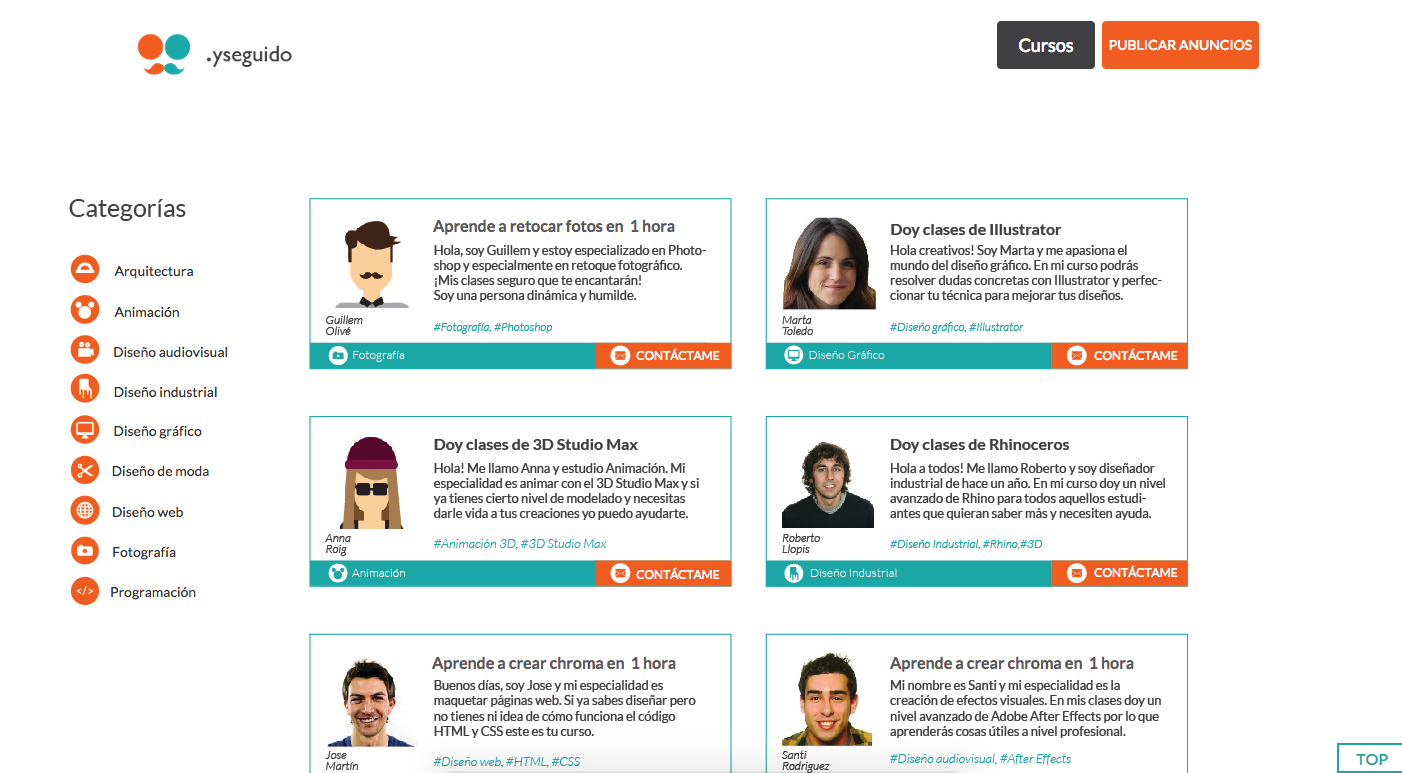 .yseguido
Cursos
PUBLICAR ANUNCIOS
Categorías
Arquitectura
Animación
Diseño audiovisual
Diseño industrial
Diseño gráfico
Diseño de moda
Diseño web
Fotografía
Programación
Aprende a retocar fotos en 1 hora
Hola, soy Guillem y estoy especializado en Photo-
shop y especialmente en retoque fotográfico.
¡Mis clases seguro que te encantarán!
Soy una persona dinámica y humilde.
Guillem
Olivé
#Fotografía, #Photoshop
Fotografía
CONTÁCTAME
Doy clases de Illustrator
Hola creativos! Soy Marta y me apasiona el
mundo del diseño gráfico. En mi curso podrás
resolver dudas concretas con Illustrator y perfec-
cionar tu técnica para mejorar tus diseños.
Marta
Toledo
#Diseño gráfico, #Illustrator
Diseño Gráfico
CONTÁCTAME
Doy clases de 3D Studio Max
Hola! Me llamo Anna y estudio Animación. Mi
especialidad es animar con el 3D Studio Max y si
ya tienes cierto nivel de modelado y necesitas
darle vida a tus creaciones yo puedo ayudarte.
Anna
Roig
#Animación 3D, #3D Studio Max
Animación
CONTÁCTAME
Doy clases de Rhinoceros
Hola a todos! Me llamo Roberto y soy diseñador
industrial de hace un año. En mi curso doy un nivel
avanzado de Rhino para todos aquellos estudi-
antes que quieran saber más y necesiten ayuda.
Roberto
Llopis
#Diseño Industrial, #Rhino,#3D
Diseño Industrial
CONTÁCTAME
Aprende a crear chroma en 1 hora
Buenos días, soy Jose y mi especialidad es
maquetar páginas web. Si ya sabes diseñar pero
no tienes ni idea de cómo funciona el código
HTML y CSS este es tu curso.
Jose
Martín
#Diseño web, #HTML, #CSS
Aprende a crear chroma en 1 hora
Mi nombre es Santi y mi especialidad es la
creación de efectos visuales. En mis clases doy un
nivel avanzado de Adobe After Effects por lo que
aprenderás cosas útiles a nivel profesional.
Santi
Rodriguez
#Diseño audiovisual, #After Effects
TOP